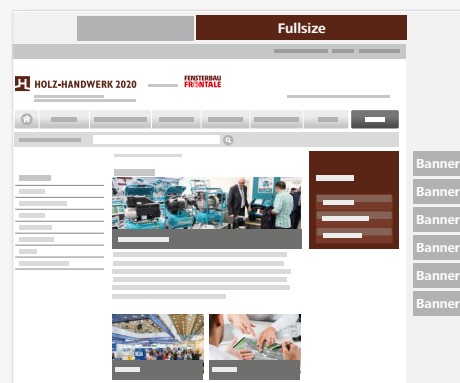 Fullsize
HOLZ-HANDWERK 2020
FENSTERBAU
FRONTALE
Banner
Banner
Banner
Banner
Banner
Banner